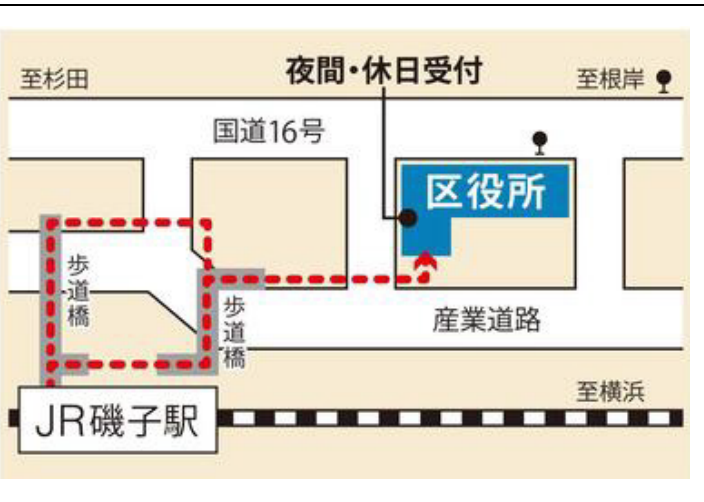 至杉田
夜間・休日受付
至根岸
国道16号
区役所
歩道橋
歩道橋
産業道路
至横浜
JR磯子駅